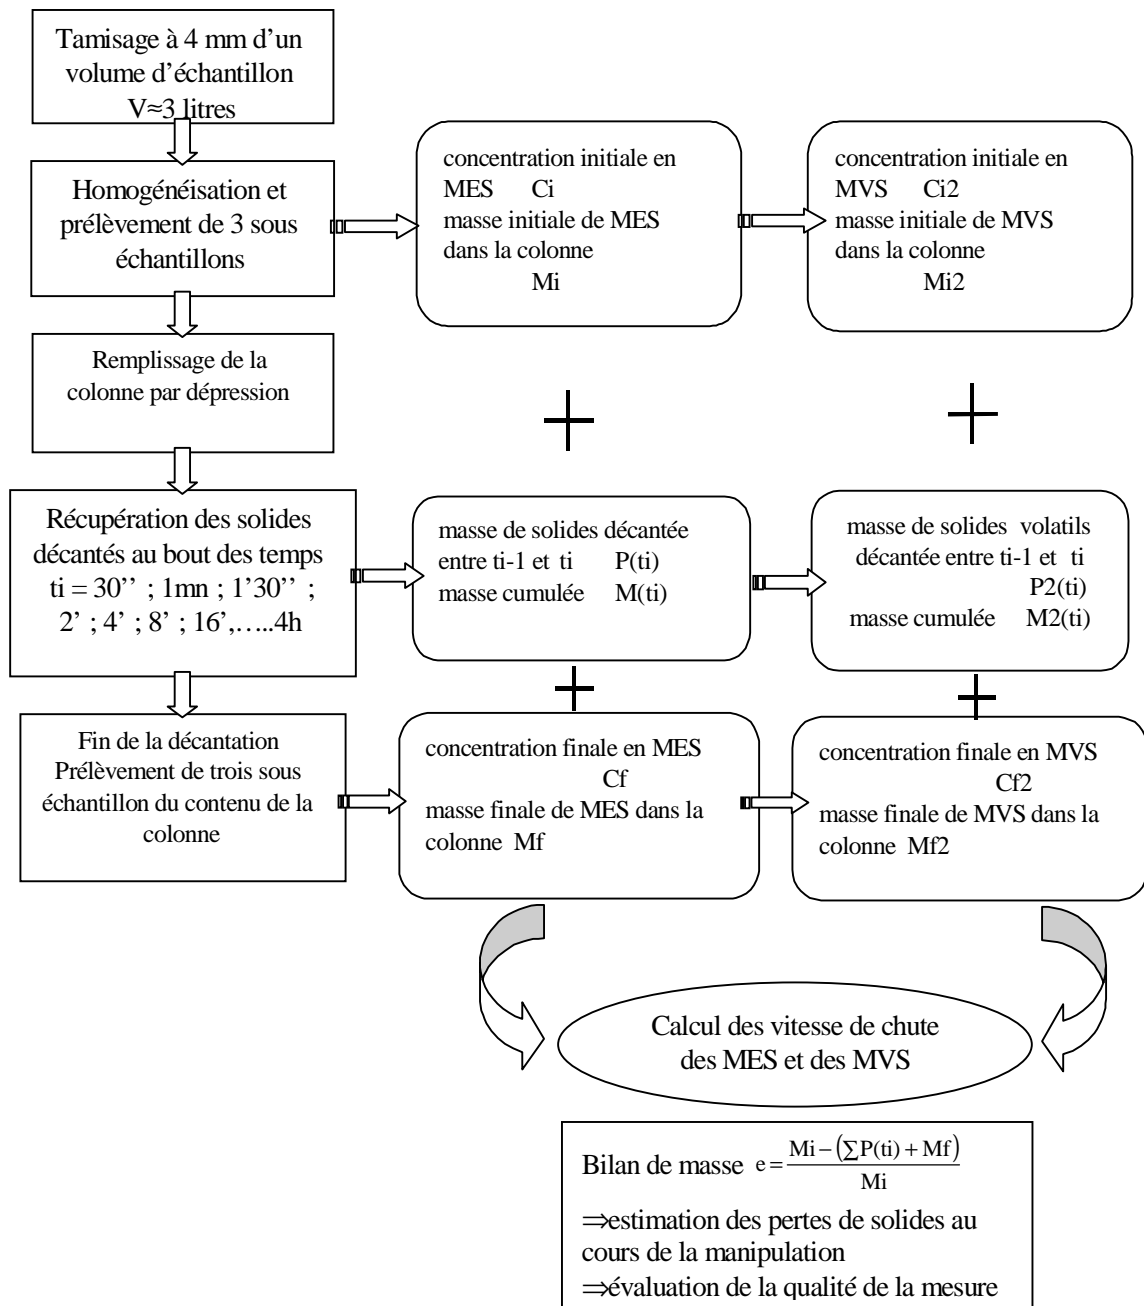 Tamisage à 4 mm d'un
volume d'échantillon
V≈3 litres
Homogénéisation et
prélèvement de 3 sous
échantillons
concentration initiale en
MES Ci
masse initiale de MES
dans la colonne
Mi
concentration initiale en
MVS Ci2
masse initiale de MVS
dans la colonne
Mi2
Remplissage de la
colonne par dépression
Récupération des solides
décantés au bout des temps
ti = 30’’ ; 1mn ; 1’30’’ ;
2’ ; 4’ ; 8’ ; 16’,…..4h
masse de solides décantée
entre ti-1 et ti P(ti)
masse cumulée M(ti)
masse de solides volatils
décantée entre ti-1 et ti
P2(ti)
masse cumulée M2(ti)
Fin de la décantation
Prélèvement de trois sous
échantillon du contenu de la
colonne
concentration finale en MES
Cf
masse finale de MES dans la
colonne Mf
concentration finale en MVS
Cf2
masse finale de MVS dans la
colonne Mf2
Calcul des vitesse de chute
des MES et des MVS
Bilan de masse e = (Mi − (∑P(ti) + Mf)) / Mi
⇒estimation des pertes de solides au
cours de la manipulation
⇒évaluation de la qualité de la mesure